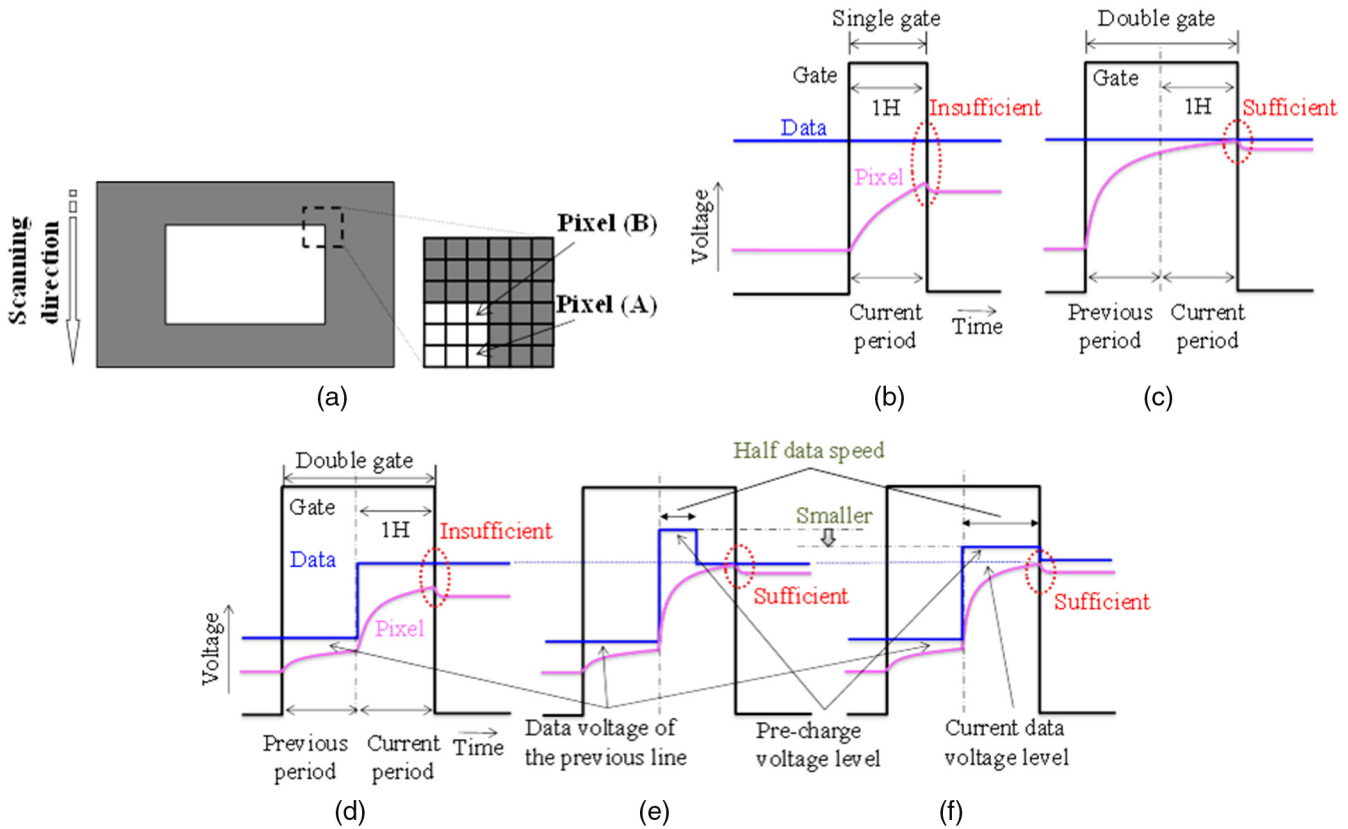 Scanning
direction
Pixel (B)
Pixel (A)
(a)
Single gate
Gate
1H
Insufficient
Data
Pixel
Voltage
Current
period
Time
(b)
Double gate
Gate
1H
Sufficient
Previous
period
Current
period
(c)
Double gate
Gate
1H
Insufficient
Data
Pixel
Voltage
Previous
period
Current
period
Time
(d)
Half data speed
Smaller
Sufficient
Data voltage of
the previous line
Pre-charge
voltage level
(e)
Sufficient
Current data
voltage level
(f)